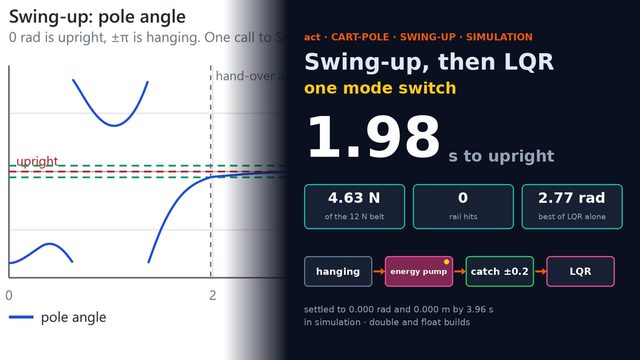 Swing-up: pole angle
0 rad is upright, ±π is hanging. One call to
hand-over
upright
0
2
pole angle
act · CART-POLE · SWING-UP · SIMULATION
Swing-up, then LQR
one mode switch
1.98 s to upright
4.63 N
of the 12 N belt
0
rail hits
2.77 rad
best of LQR alone
hanging
energy pump
catch ±0.2
LQR
settled to 0.000 rad and 0.000 m by 3.96 s
in simulation · double and float builds